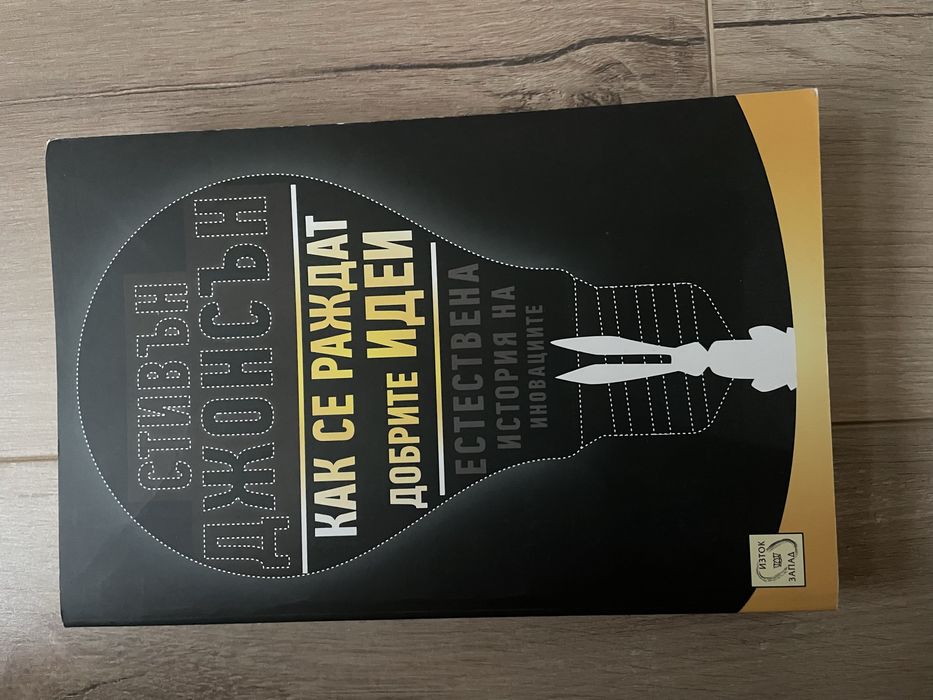 СТИВЪН
ДЖОНСЪН
КАК СЕ РАЖДАТ
ДОБРИТЕ ИДЕИ
ЕСТЕСТВЕНА
ИСТОРИЯ НА
ИНОВАЦИИТЕ
ИЗТОК
ЗАПАД